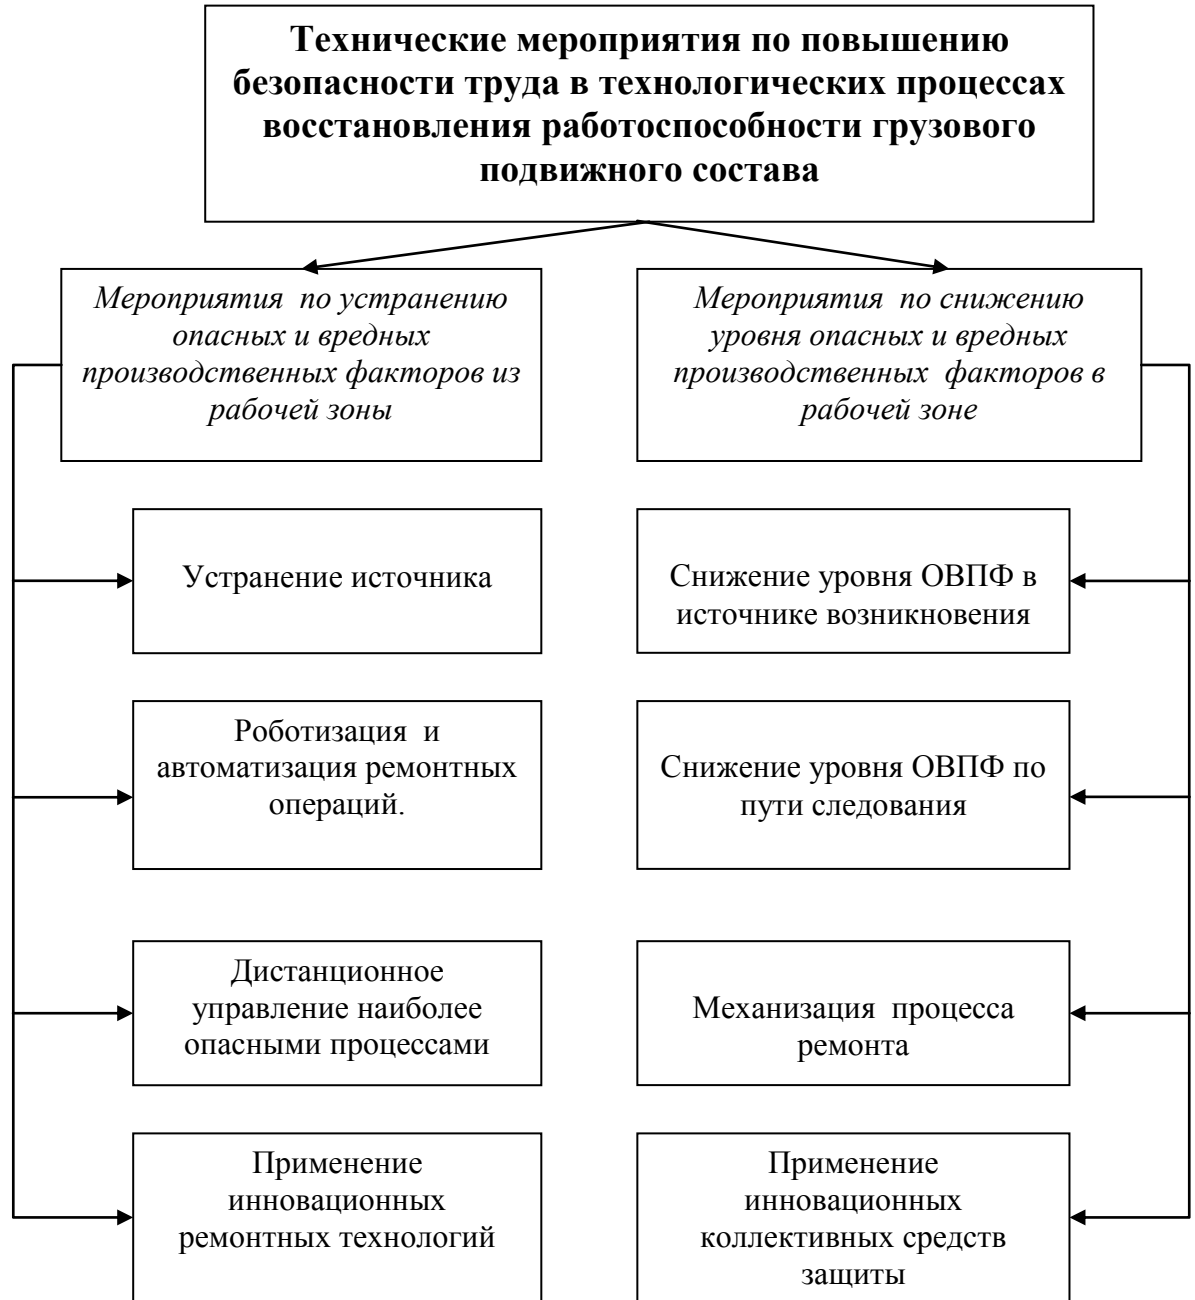 Технические мероприятия по повышению
безопасности труда в технологических процессах
восстановления работоспособности грузового
подвижного состава
Мероприятия по устранению
опасных и вредных
производственных факторов из
рабочей зоны
Мероприятия по снижению
уровня опасных и вредных
производственных факторов в
рабочей зоне
Устранение источника
Снижение уровня ОВПФ в
источнике возникновения
Роботизация и
автоматизация ремонтных
операций.
Снижение уровня ОВПФ по
пути следования
Дистанционное
управление наиболее
опасными процессами
Механизация процесса
ремонта
Применение
инновационных
ремонтных технологий
Применение
инновационных
коллективных средств
защиты